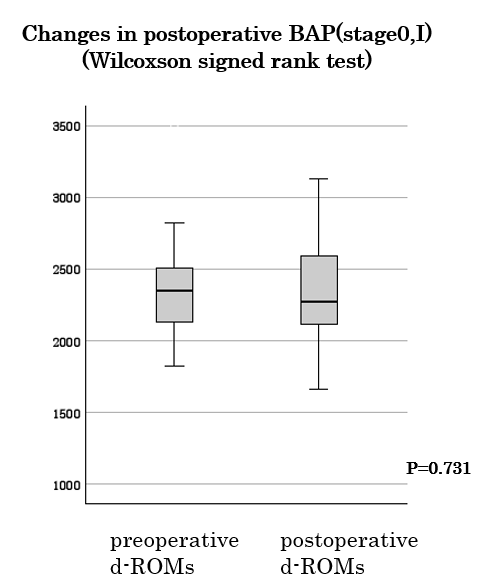 Changes in postoperative BAP(stage0,I)
(Wilcoxson signed rank test)
3500
3000
2500
2000
1500
1000
P=0.731
preoperative postoperative
d-ROMs d-ROMs